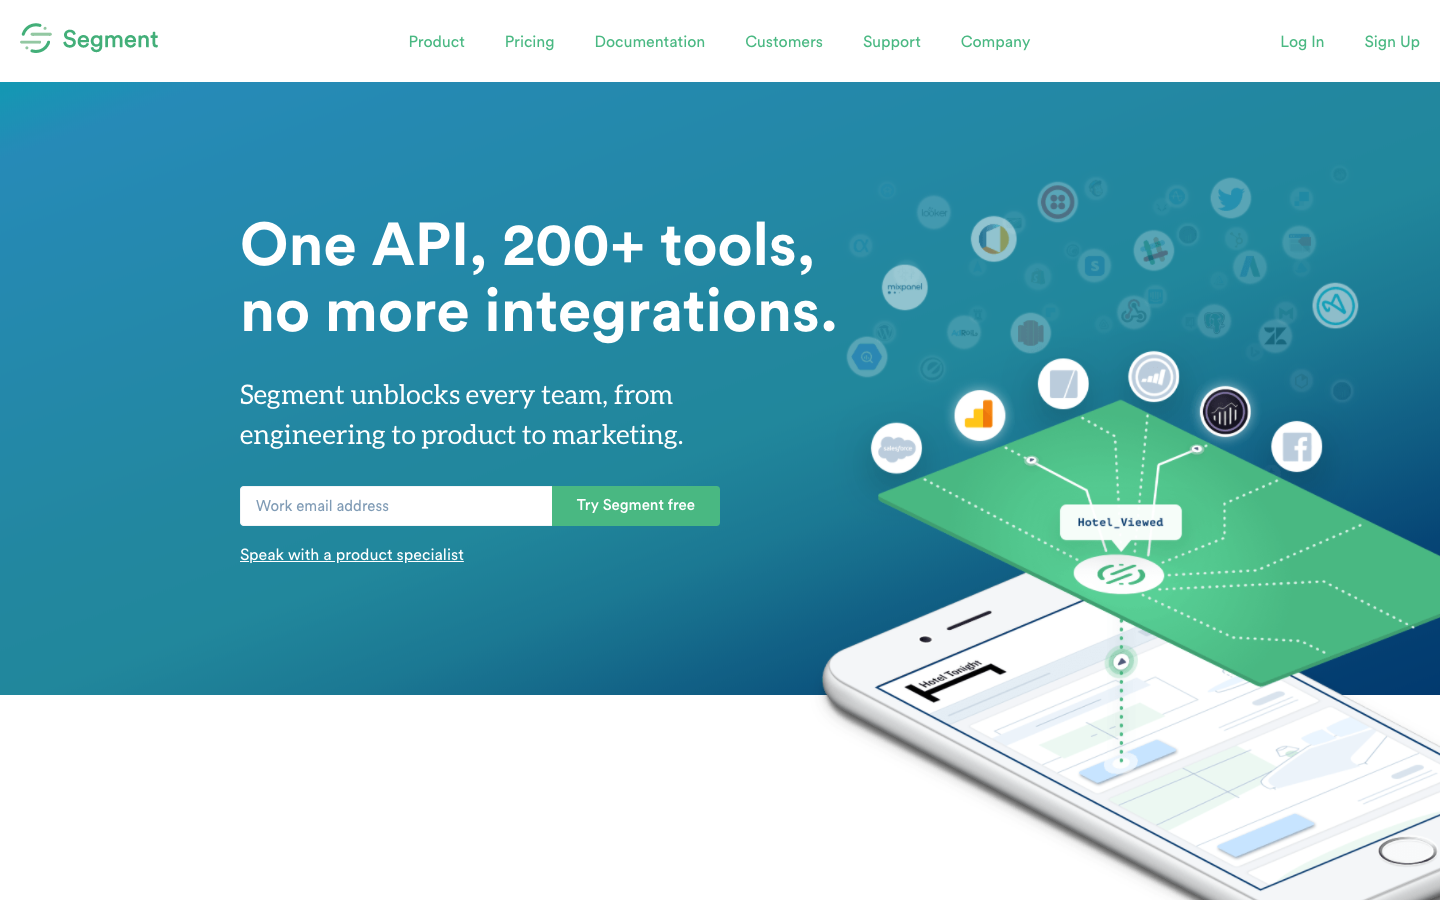 Segment
Product
Pricing
Documentation
Customers
Support
Company
Log In
Sign Up
One API, 200+ tools,
no more integrations.
Segment unblocks every team, from
engineering to product to marketing.
Work email address
Try Segment free
Speak with a product specialist
looker
mixpanel
salesforce
Hotel_Viewed
Hotel Tonight